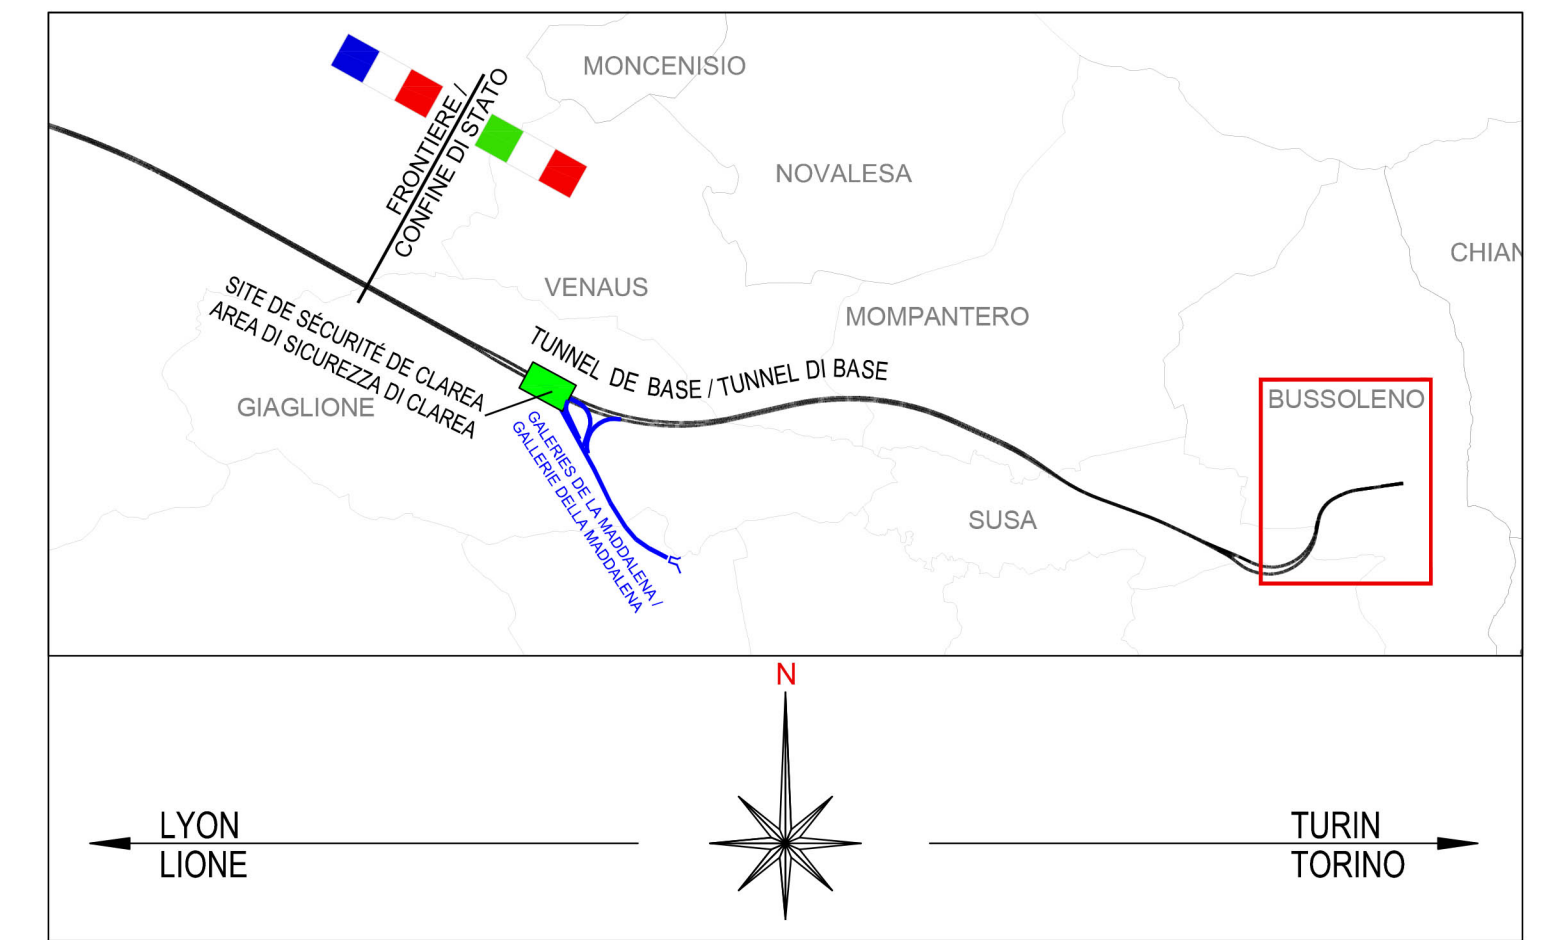 MONCENISIO
FRONTIERE /
CONFINE DI STATO
NOVALESA
CHIAN
VENAUS
MOMPANTERO
SITE DE SÉCURITÉ DE CLAREA
AREA DI SICUREZZA DI CLAREA
TUNNEL DE BASE / TUNNEL DI BASE
GIAGLIONE
BUSSOLENO
GALERIES DE LA MADDALENA /
GALLERIE DELLA MADDALENA
SUSA
N
LYON
LIONE
TURIN
TORINO